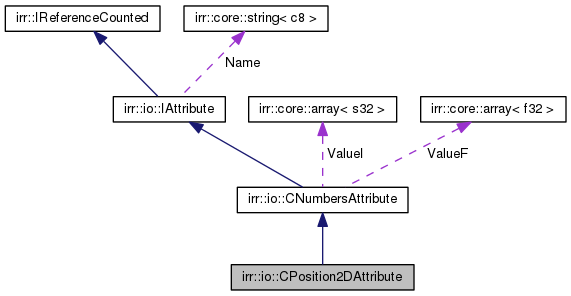 irr::IReferenceCounted
irr::core::string< c8 >
Name
irr::io::IAttribute
irr::core::array< s32 >
irr::core::array< f32 >
ValueI
ValueF
irr::io::CNumbersAttribute
irr::io::CPosition2DAttribute